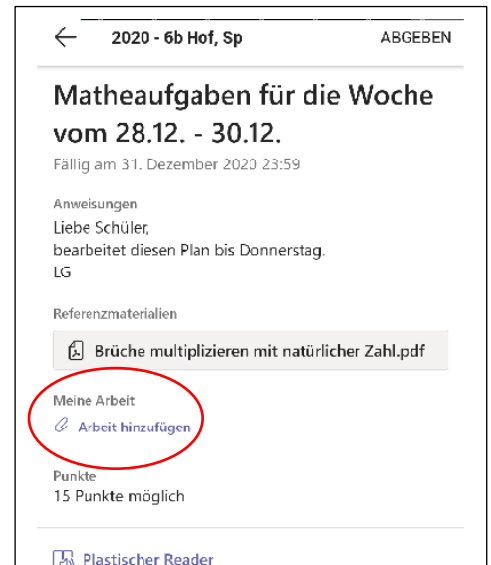 2020 - 6b Hof, Sp ABGEBEN
Matheaufgaben für die Woche
vom 28.12. - 30.12.
Fällig am 31. Dezember 2020 23:59
Anweisungen
Liebe Schüler,
bearbeitet diesen Plan bis Donnerstag.
LG
Referenzmaterialien
Brüche multiplizieren mit natürlicher Zahl.pdf
Meine Arbeit
Arbeit hinzufügen
Punkte
15 Punkte möglich
Plastischer Reader